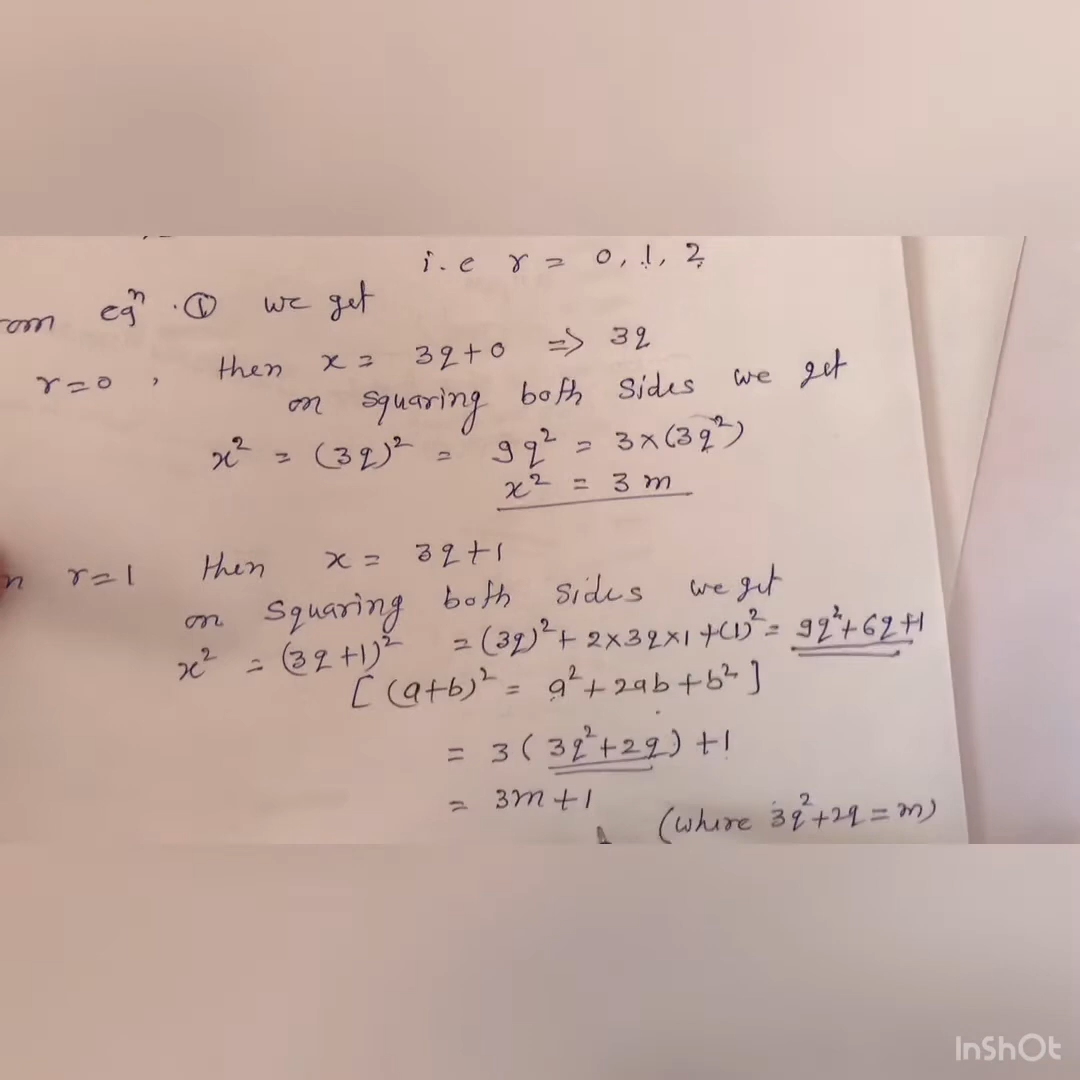 i.e r = 0, 1, 2
om eqⁿ . ① we get
r=0 , then x = 3q+0 => 3q
on squaring both sides we get
x² = (3q)² = 9q² = 3×(3q²)
x² = 3m
n r=1 then x = 3q+1
on squaring both sides we get
x² = (3q+1)² = (3q)²+ 2×3q×1+(1)² = 9q²+6q+1
[ (a+b)² = a²+2ab+b² ]
= 3( 3q²+2q) +1
= 3m+1
(where 3q²+2q = m)
InShOt